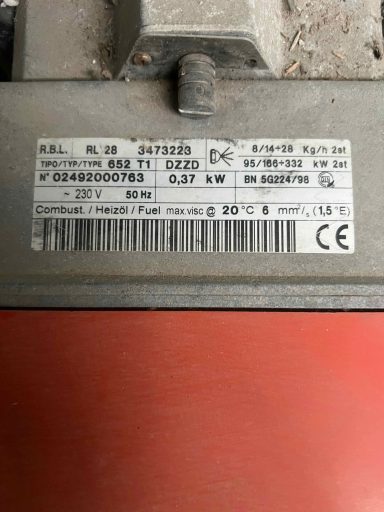 R.B.L. RL 28 3473223 8/14÷28 Kg/h 2st
TIPO/TYP/TYPE 652 T1 DZZD 95/166÷332 kW 2st
N° 02492000763 0,37 kW BN 5G224/98
~ 230 V 50 Hz
Combust. / Heizöl / Fuel max.visc @ 20 °C 6 mm²/s (1,5 °E)
CE